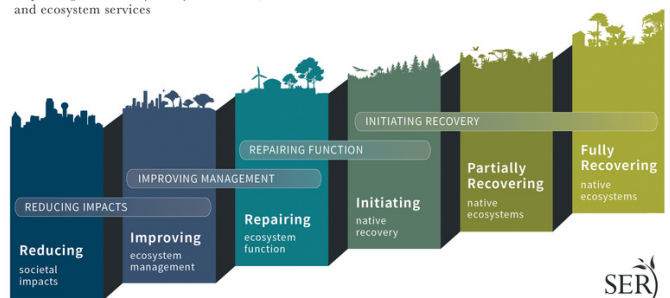 and ecosystem services
INITIATING RECOVERY
REPAIRING FUNCTION
IMPROVING MANAGEMENT
REDUCING IMPACTS
Reducing
societal
impacts
Improving
ecosystem
management
Repairing
ecosystem
function
Initiating
native
recovery
Partially
Recovering
native
ecosystems
Fully
Recovering
native
ecosystems
SER